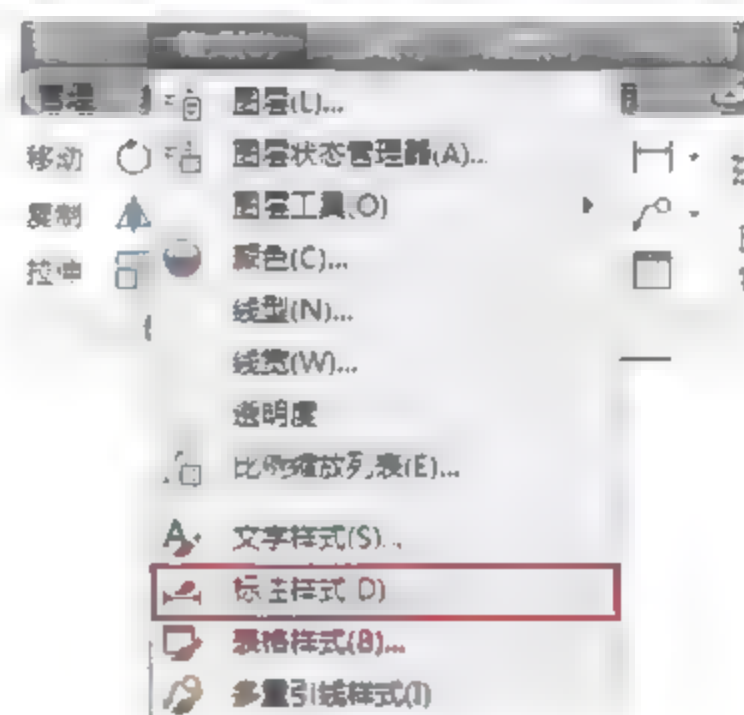 管理
图层(L)...
移动
图层状态管理器(A)...
复制
图层工具(O)
拉伸
颜色(C)...
线型(N)...
线宽(W)...
透明度
比例缩放列表(E)...
文字样式(S)...
标注样式(D)
表格样式(B)...
多重引线样式(I)